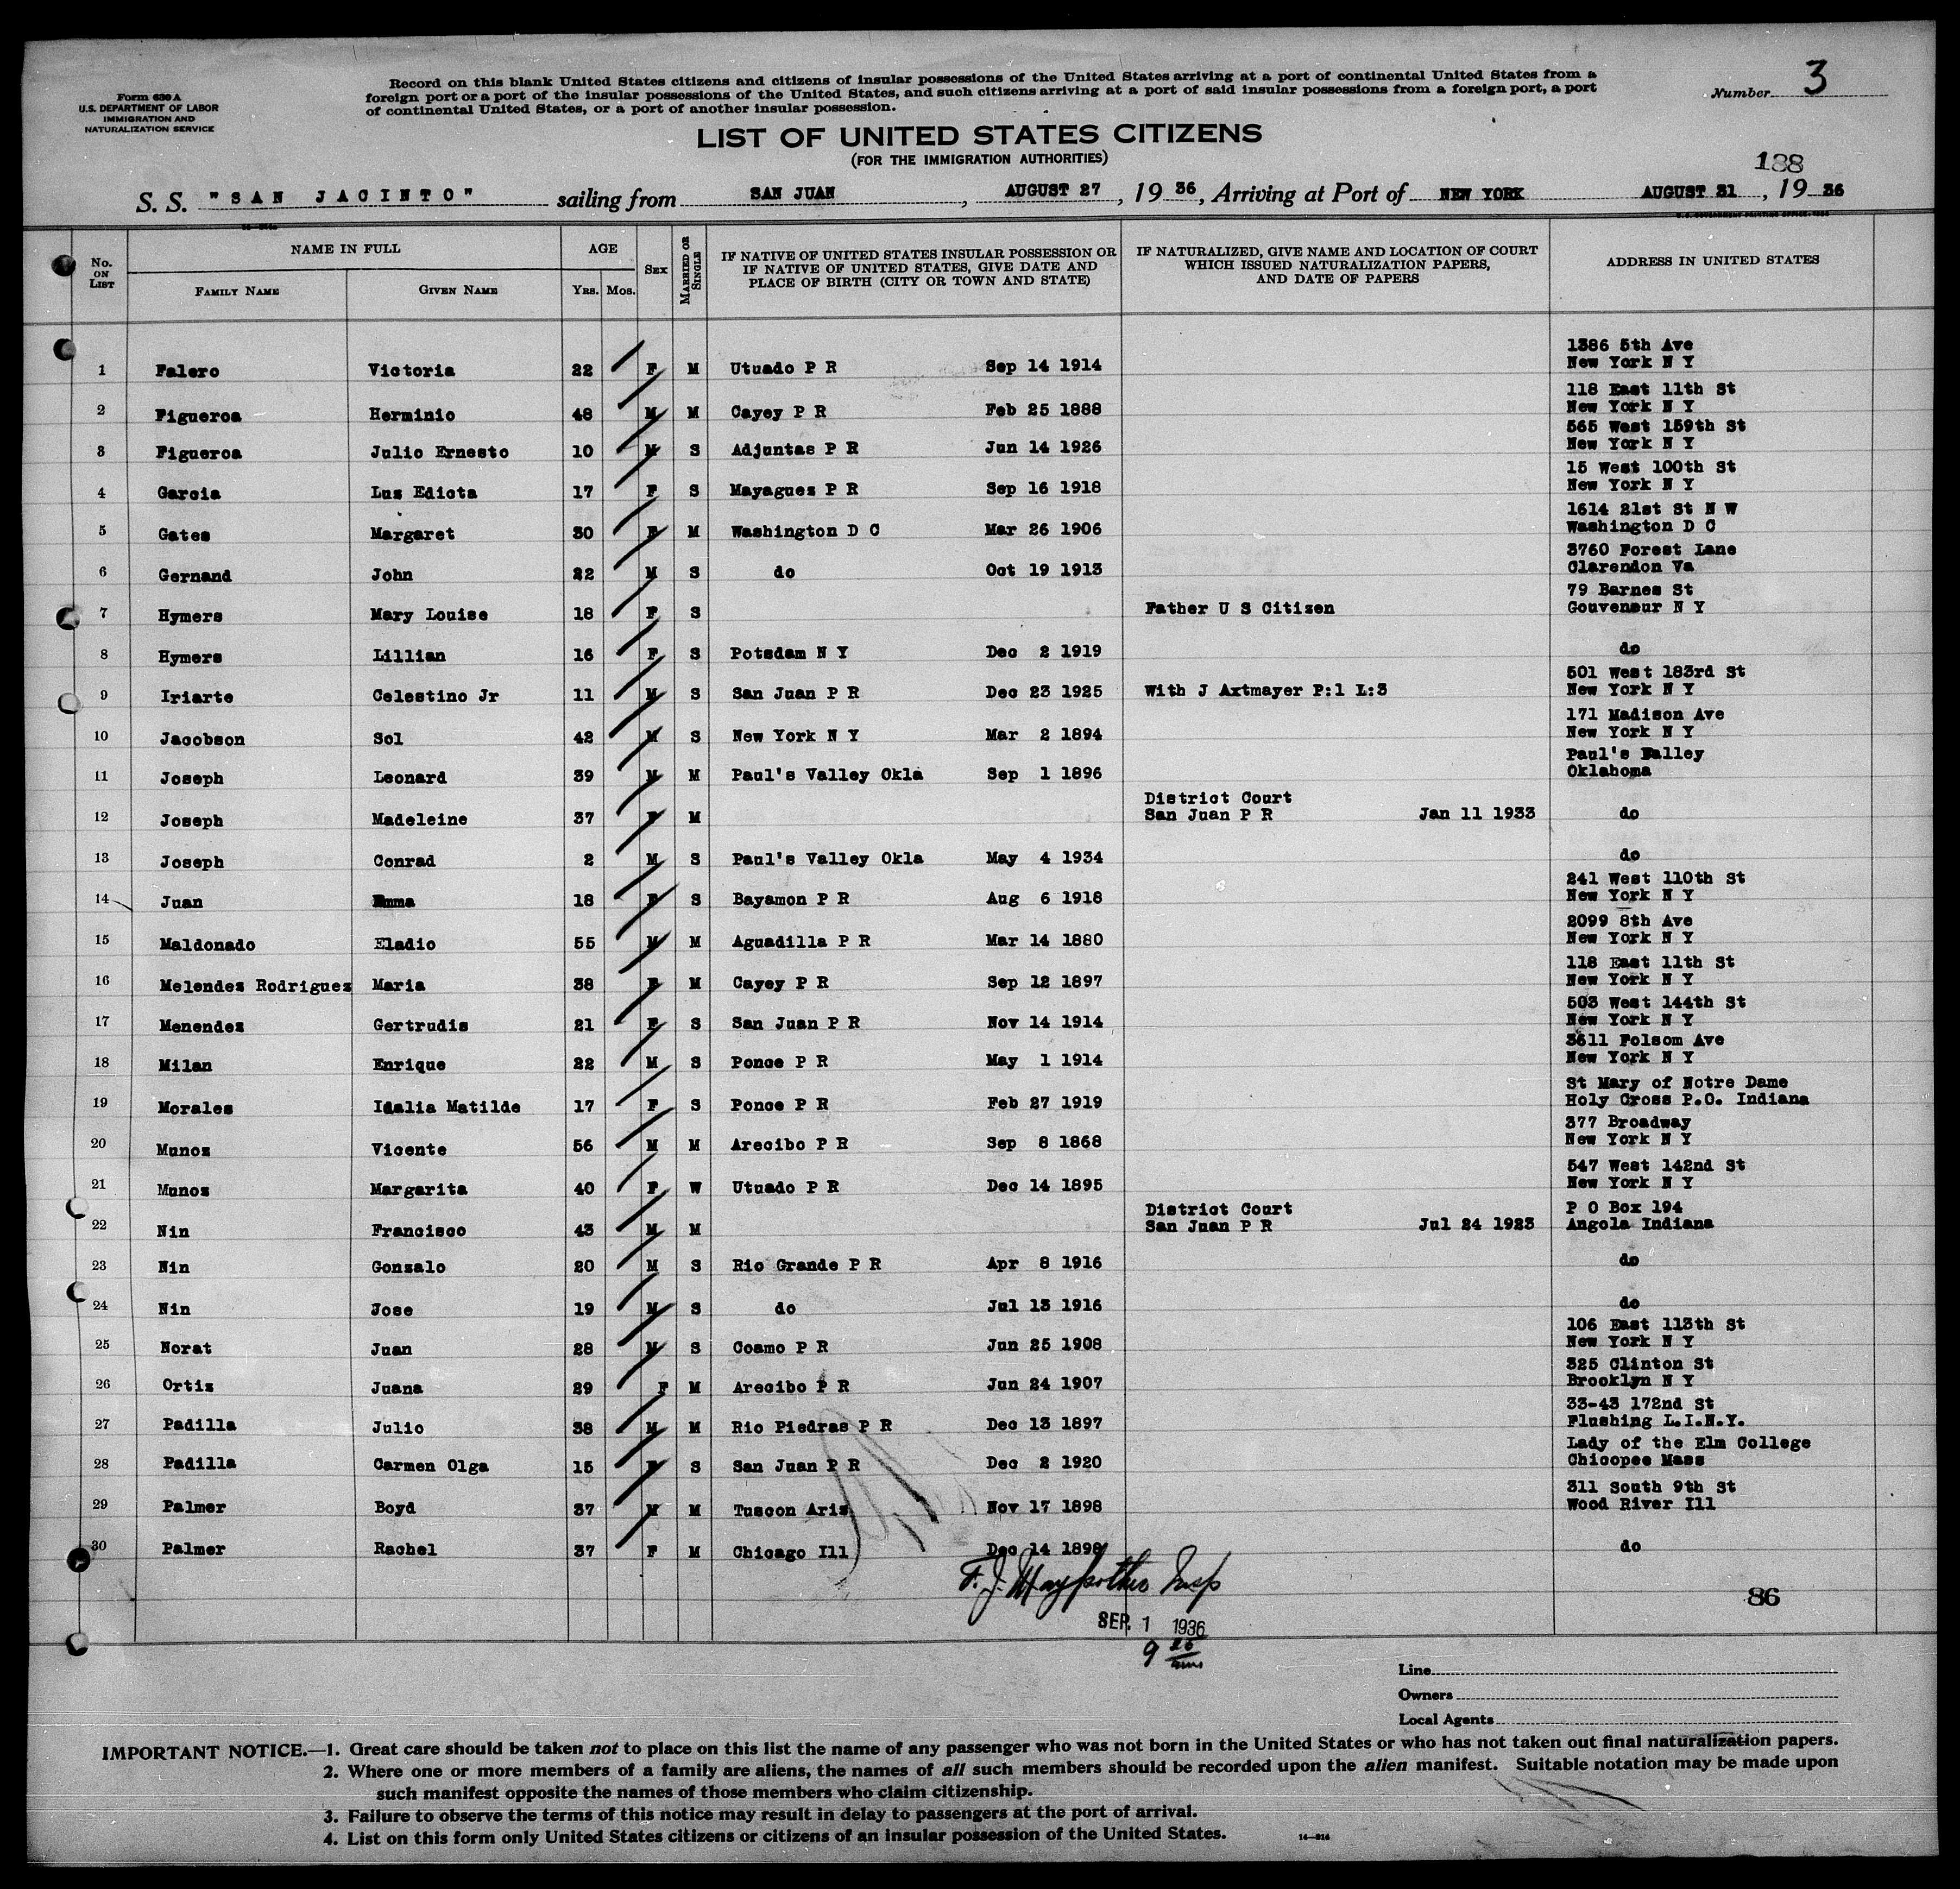 Form 630 A
U.S. DEPARTMENT OF LABOR
IMMIGRATION AND
NATURALIZATION SERVICE
Record on this blank United States citizens and citizens of insular possessions of the United States arriving at a port of continental United States from a
foreign port or a port of the insular possessions of the United States, and such citizens arriving at a port of said insular possessions from a foreign port, a port
of continental United States, or a port of another insular possession.
Number 3
LIST OF UNITED STATES CITIZENS
(FOR THE IMMIGRATION AUTHORITIES)
188
S. S. "SAN JACINTO" sailing from SAN JUAN, AUGUST 27, 19 36, Arriving at Port of NEW YORK AUGUST 31, 19 36
No. ON LIST NAME IN FULL FAMILY NAME GIVEN NAME AGE YRS. MOS. SEX MARRIED OR SINGLE
IF NATIVE OF UNITED STATES INSULAR POSSESSION OR
IF NATIVE OF UNITED STATES, GIVE DATE AND
PLACE OF BIRTH (CITY OR TOWN AND STATE)
IF NATURALIZED, GIVE NAME AND LOCATION OF COURT
WHICH ISSUED NATURALIZATION PAPERS,
AND DATE OF PAPERS
ADDRESS IN UNITED STATES
1386 5th Ave
1 Falero Victoria 22 F M Utuado P R Sep 14 1914 New York N Y
118 East 11th St
2 Figueroa Herminio 48 M M Cayey P R Feb 25 1888 New York N Y
565 West 159th St
3 Figueroa Julio Ernesto 10 M S Adjuntas P R Jun 14 1926 New York N Y
15 West 100th St
4 Garcia Luz Edicta 17 F S Mayaguez P R Sep 16 1918 New York N Y
1614 21st St N W
5 Gates Margaret 30 F M Washington D C Mar 26 1906 Washington D C
3760 Forest Lane
6 Gernand John 22 M S do Oct 19 1913 Clarendon Va
79 Barnes St
7 Hymers Mary Louise 18 F S Father U S Citizen Gouveneur N Y
8 Hymers Lillian 16 F S Potsdam N Y Dec 2 1919 do
501 West 183rd St
9 Iriarte Celestino Jr 11 M S San Juan P R Dec 23 1925 With J Axtmayer P:1 L:3 New York N Y
171 Madison Ave
10 Jacobson Sol 42 M S New York N Y Mar 2 1894 New York N Y
Paul's Valley
11 Joseph Leonard 39 M M Paul's Valley Okla Sep 1 1896 Oklahoma
District Court
12 Joseph Madeleine 37 F M San Juan P R Jan 11 1933 do
13 Joseph Conrad 2 M S Paul's Valley Okla May 4 1934 do
241 West 110th St
14 Juan Emma 18 F S Bayamon P R Aug 6 1918 New York N Y
2099 8th Ave
15 Maldonado Eladio 55 M M Aguadilla P R Mar 14 1880 New York N Y
118 East 11th St
16 Melendez Rodriguez Maria 38 F M Cayey P R Sep 12 1897 New York N Y
503 West 144th St
17 Menendez Gertrudis 21 F S San Juan P R Nov 14 1914 New York N Y
3611 Folsom Ave
18 Milan Enrique 22 M S Ponce P R May 1 1914 New York N Y
St Mary of Notre Dame
19 Morales Idalia Matilde 17 F S Ponce P R Feb 27 1919 Holy Cross P.O. Indiana
377 Broadway
20 Munoz Vicente 56 M M Arecibo P R Sep 8 1868 New York N Y
547 West 142nd St
21 Munoz Margarita 40 F W Utuado P R Dec 14 1895 New York N Y
District Court P O Box 194
22 Nin Francisco 43 M M San Juan P R Jul 24 1923 Angola Indiana
23 Nin Gonzalo 20 M S Rio Grande P R Apr 8 1916 do
24 Nin Jose 19 M S do Jul 13 1916 do
106 East 113th St
25 Norat Juan 28 M S Coamo P R Jun 25 1908 New York N Y
325 Clinton St
26 Ortiz Juana 29 F M Arecibo P R Jun 24 1907 Brooklyn N Y
33-43 172nd St
27 Padilla Julio 38 M M Rio Piedras P R Dec 13 1897 Flushing L.I.N.Y.
Lady of the Elm College
28 Padilla Carmen Olga 15 F S San Juan P R Dec 2 1920 Chicopee Mass
311 South 9th St
29 Palmer Boyd 37 M M Tuscon Ariz Nov 17 1898 Wood River Ill
30 Palmer Rachel 37 F M Chicago Ill Dec 14 1898 do
86
SEP. 1 1936
Line
Owners
Local Agents
IMPORTANT NOTICE.—1. Great care should be taken not to place on this list the name of any passenger who was not born in the United States or who has not taken out final naturalization papers.
2. Where one or more members of a family are aliens, the names of all such members should be recorded upon the alien manifest. Suitable notation may be made upon
such manifest opposite the names of those members who claim citizenship.
3. Failure to observe the terms of this notice may result in delay to passengers at the port of arrival.
4. List on this form only United States citizens or citizens of an insular possession of the United States.